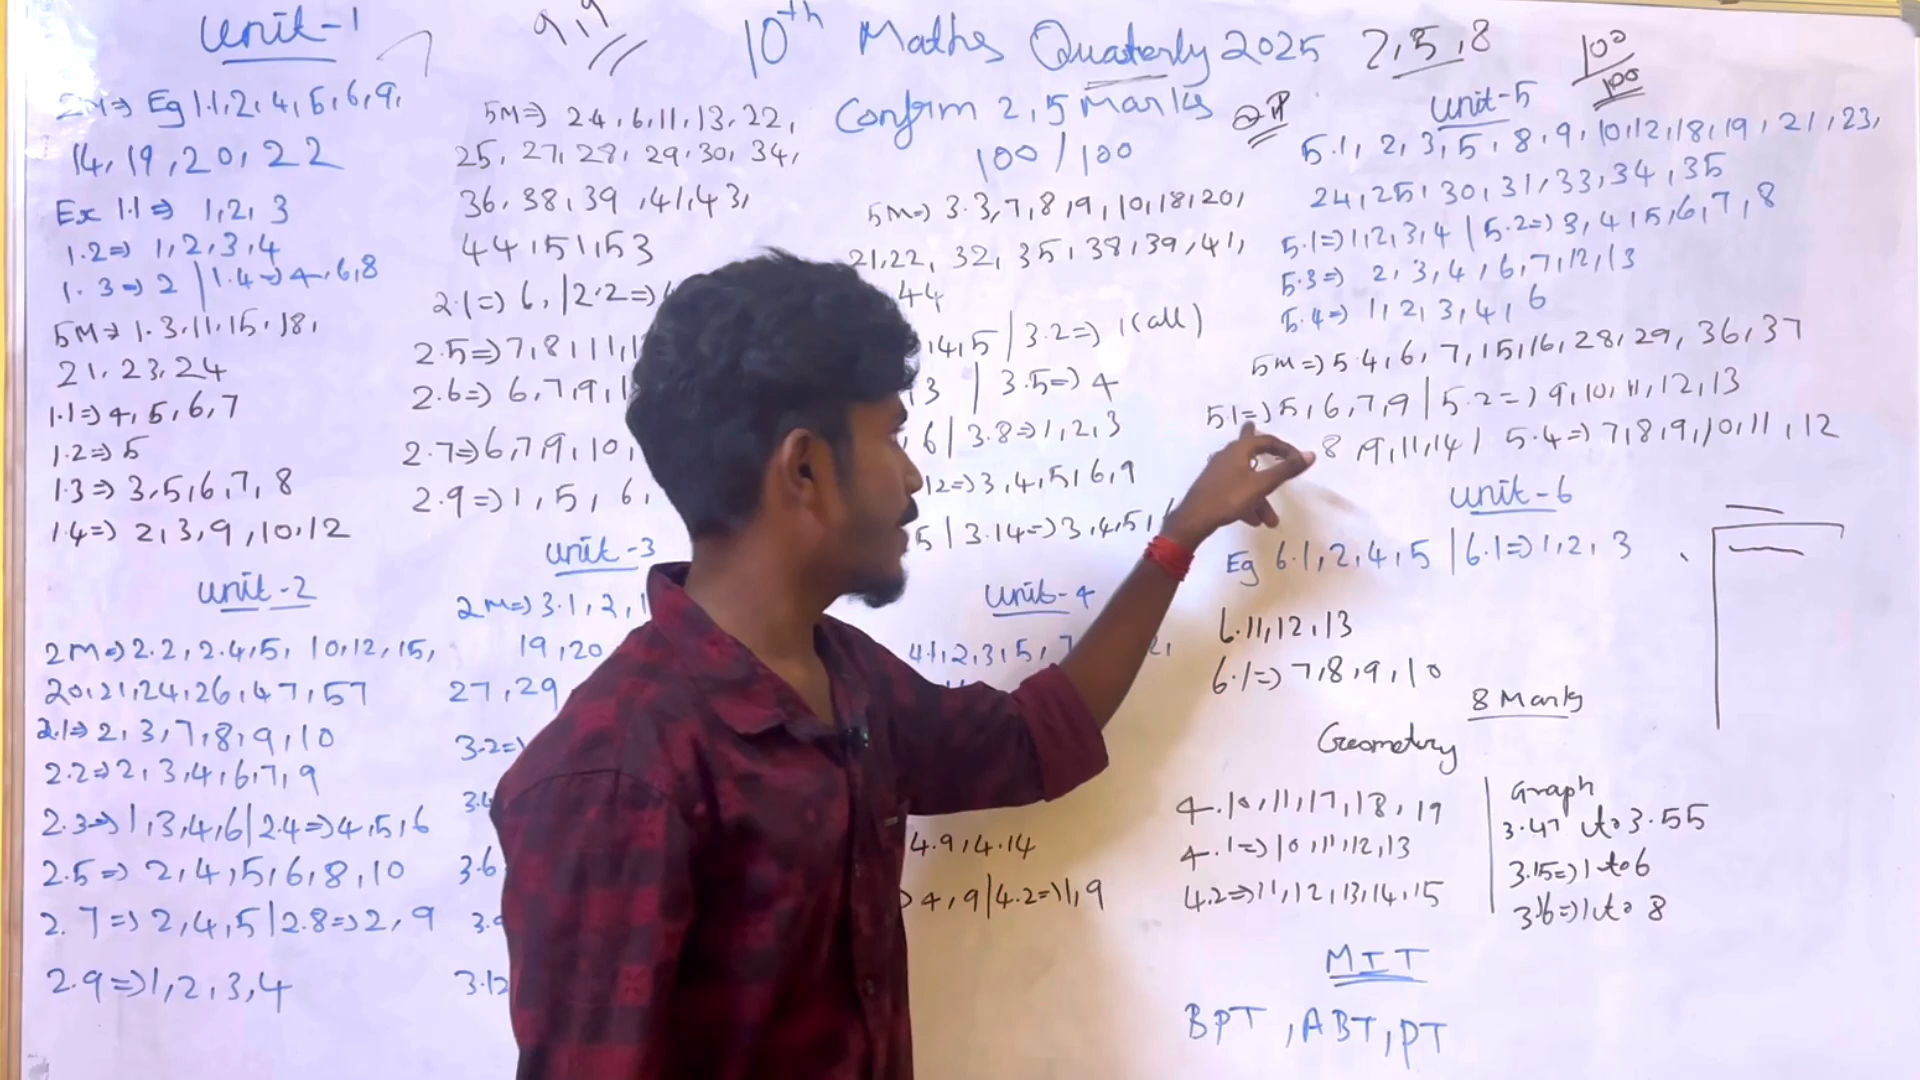 Unit-1
2M⇒ Eg 1.1, 2, 4, 5, 6, 9,
14, 19, 20, 22
Ex 1.1⇒ 1, 2, 3
1.2⇒ 1, 2, 3, 4
1.3⇒ 2 | 1.4⇒ 4, 6, 8
5M⇒ 1.3, 11, 15, 18,
21, 23, 24
1.1⇒ 4, 5, 6, 7
1.2⇒ 5
1.3⇒ 3, 5, 6, 7, 8
1.4⇒ 2, 3, 9, 10, 12
Unit-2
2M⇒ 2.2, 2.4, 5, 10, 12, 15,
20, 21, 24, 26, 47, 57
2.1⇒ 2, 3, 7, 8, 9, 10
2.2⇒ 2, 3, 4, 6, 7, 9
2.3⇒ 1, 3, 4, 6 | 2.4⇒ 4, 5, 6
2.5⇒ 2, 4, 5, 6, 8, 10
2.7⇒ 2, 4, 5 | 2.8⇒ 2, 9
2.9⇒ 1, 2, 3, 4
5M⇒ 2.4, 6, 11, 13, 22,
25, 27, 28, 29, 30, 34,
36, 38, 39, 41, 43,
44, 51, 53
2.1⇒ 6, | 2.2⇒
2.5⇒ 7, 8, 11,
2.6⇒ 6, 7, 9,
2.7⇒ 6, 7, 9, 10,
2.9⇒ 1, 5, 6,
Unit-3
2M⇒ 3.1, 2,
19, 20
27, 29
3.2⇒
3.6
3.12
10th Maths Quaterly 2025 2, 5, 8
Confirm 2, 5 Marks QP
100/100
5M⇒ 3.3, 7, 8, 9, 10, 18, 20,
21, 22, 32, 35, 38, 39, 41,
44
, 4, 5 | 3.2⇒ 1(all)
3 | 3.5⇒ 4
, 6 | 3.8⇒ 1, 2, 3
12⇒ 3, 4, 5, 6, 9
5 | 3.14⇒ 3, 4, 5,
Unit-4
4.1, 2, 3, 5, 7
4.9, 4.14
4, 9 | 4.2⇒ 1, 9
100/100
Unit-5
5.1, 2, 3, 5, 8, 9, 10, 12, 18, 19, 21, 23,
24, 25, 30, 31, 33, 34, 35
5.1⇒ 1, 2, 3, 4 | 5.2⇒ 3, 4, 5, 6, 7, 8
5.3⇒ 2, 3, 4, 6, 7, 12, 13
5.4⇒ 1, 2, 3, 4, 6
5M⇒ 5.4, 6, 7, 15, 16, 28, 29, 36, 37
5.1⇒ 5, 6, 7, 9 | 5.2⇒ 9, 10, 11, 12, 13
8, 9, 11, 14 | 5.4⇒ 7, 8, 9, 10, 11, 12
Unit-6
Eg 6.1, 2, 4, 5 | 6.1⇒ 1, 2, 3
6.11, 12, 13
6.1⇒ 7, 8, 9, 10
8 Marks
Geometry
4.10, 11, 17, 18, 19
4.1⇒ 10, 11, 12, 13
4.2⇒ 11, 12, 13, 14, 15
Graph
3.47 to 3.55
3.15⇒ 1 to 6
3.16⇒ 1 to 8
MIT
BPT, ABT, PT